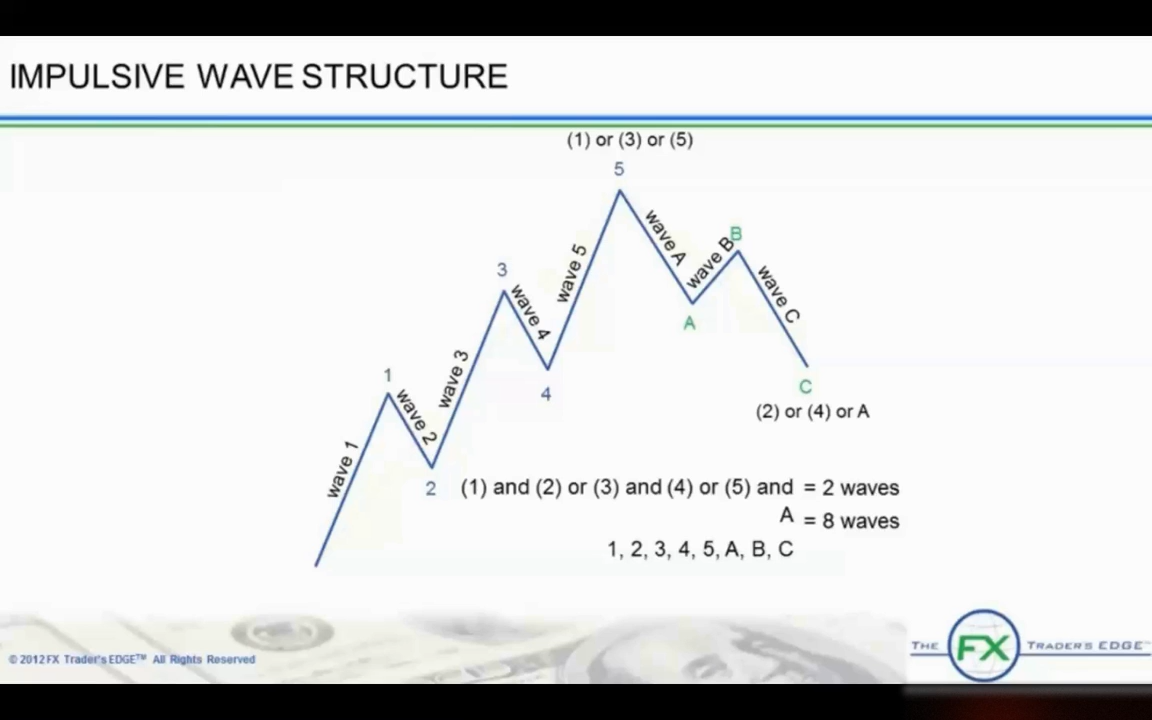 IMPULSIVE WAVE STRUCTURE
(1) or (3) or (5)
5
wave A
wave B
B
wave 5
3
wave C
wave 4
A
wave 3
1
4
C
wave 2
(2) or (4) or A
wave 1
2
(1) and (2) or (3) and (4) or (5) and = 2 waves
A = 8 waves
1, 2, 3, 4, 5, A, B, C
THE FX TRADER'S EDGE™
© 2012 FX Trader's EDGE™ All Rights Reserved